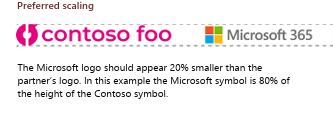 Preferred scaling
contoso foo Microsoft 365
The Microsoft logo should appear 20% smaller than the
partner's logo. In this example the Microsoft symbol is 80% of
the height of the Contoso symbol.